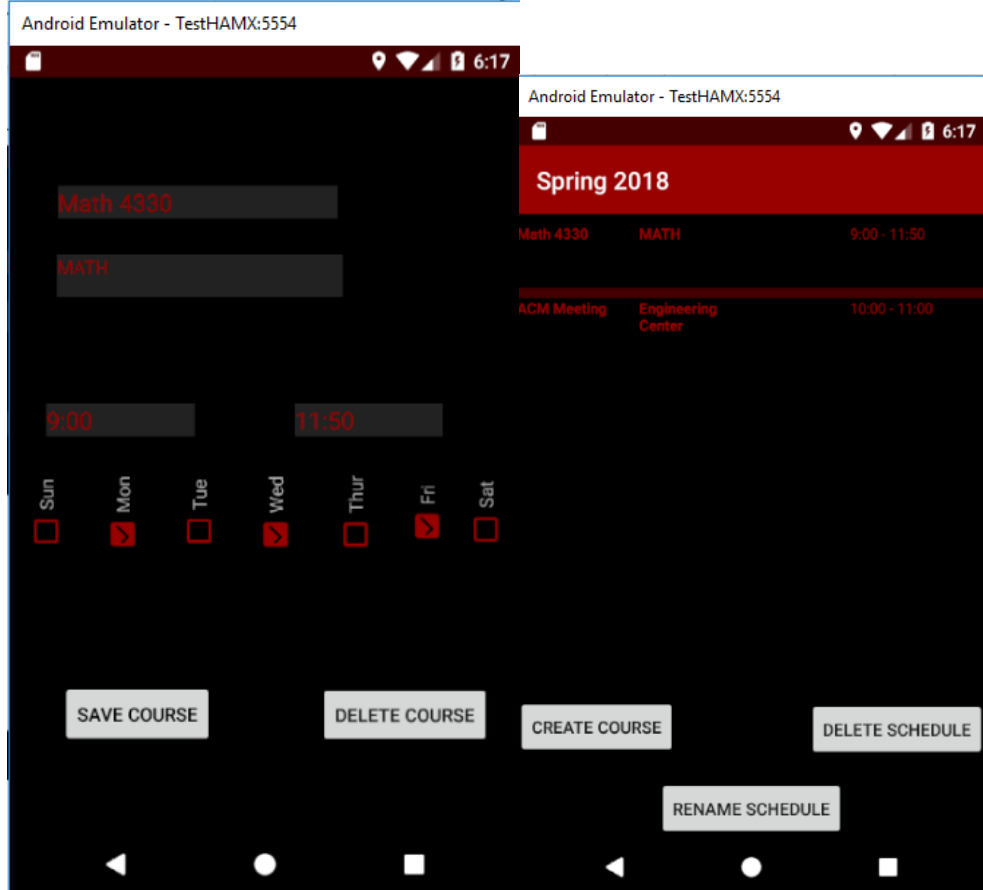 Android Emulator - TestHAMX:5554
6:17
Math 4330
MATH
9:00 11:50
Sun Mon Tue Wed Thur Fri Sat
SAVE COURSE DELETE COURSE
Android Emulator - TestHAMX:5554
6:17
Spring 2018
Math 4330 MATH 9:00 - 11:50
ACM Meeting Engineering 10:00 - 11:00
Center
CREATE COURSE DELETE SCHEDULE
RENAME SCHEDULE